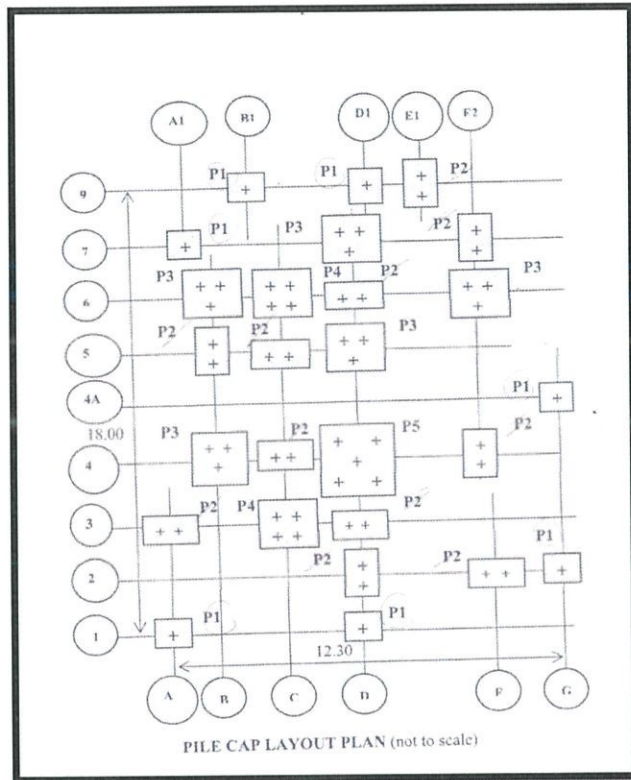 A1 B1 D1 E1 F2
9 P1 P1 P2
7 P1 P3 P2
6 P3 P4 P2 P3
5 P2 P2 P3
4A P1
18.00
4 P3 P2 P5 P2
3 P2 P4 P2
2 P2 P2 P1
1 P1 P1
12.30
A B C D F G
PILE CAP LAYOUT PLAN (not to scale)